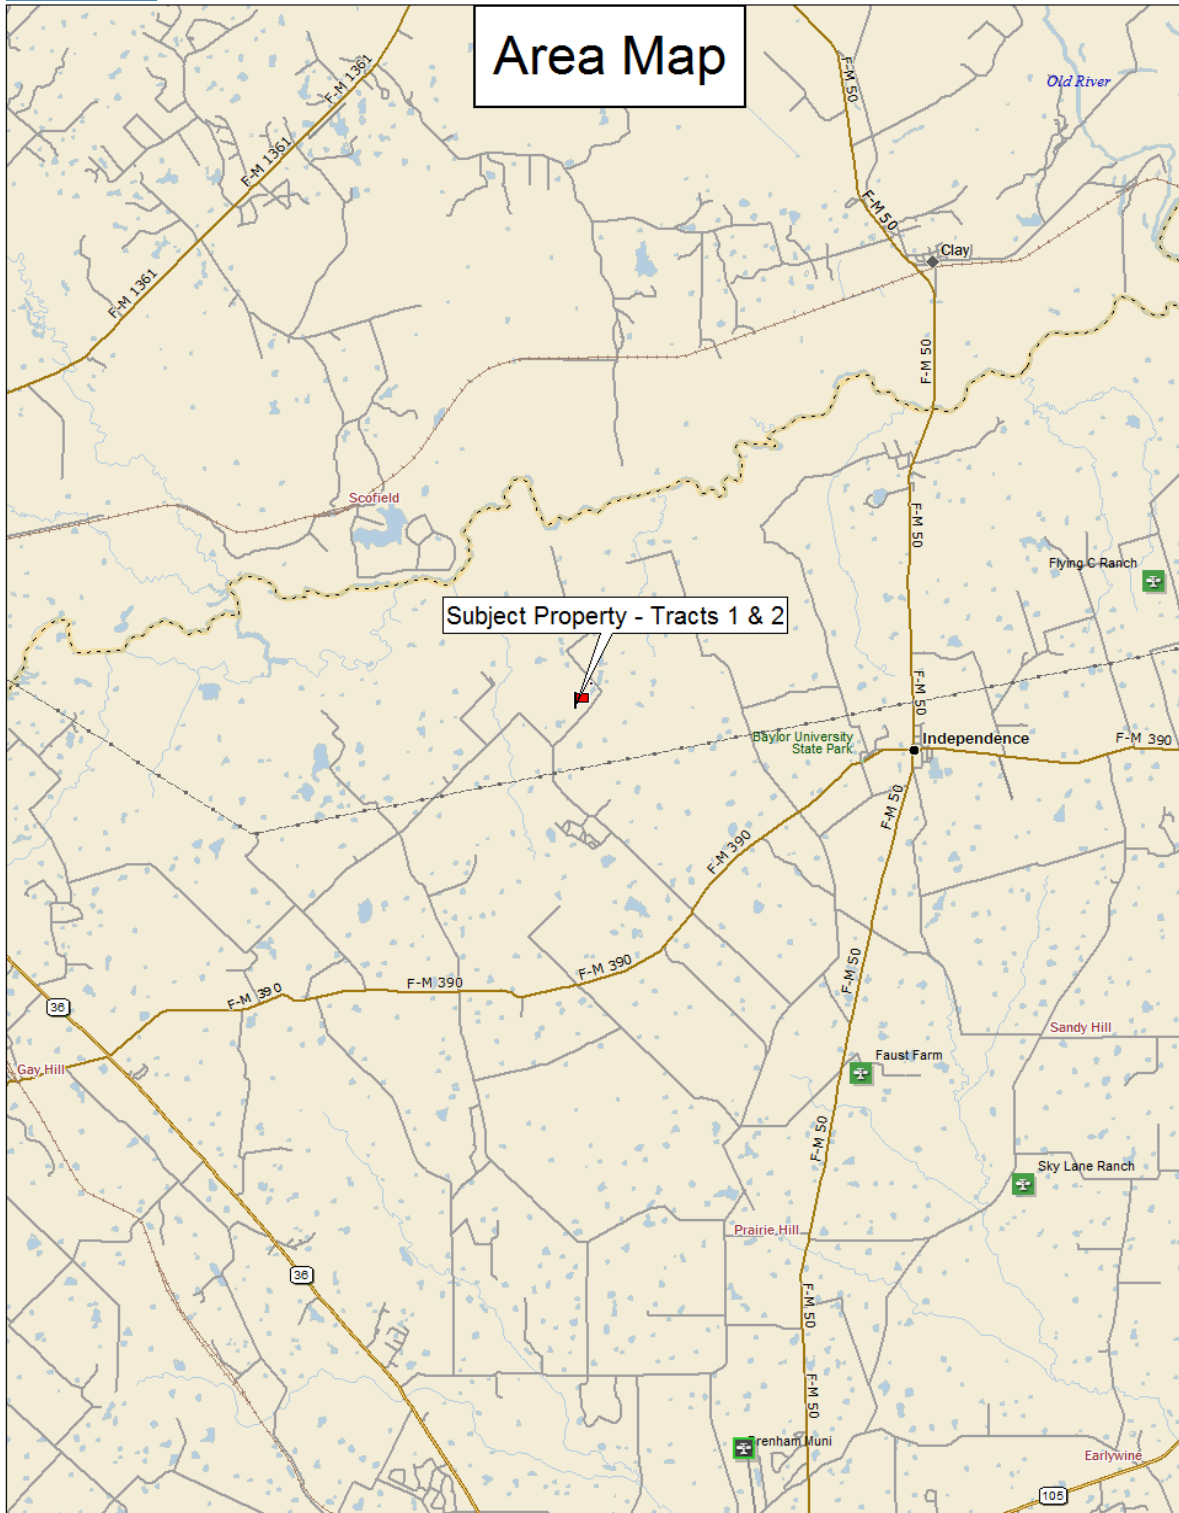 Area Map
F-M 1361
F-M 50
Old River
F-M 1361
F-M 1361
F-M 50
Clay
F-M 50
Scofield
F-M 50
Flying C Ranch
Subject Property - Tracts 1 & 2
F-M 50
Baylor University
State Park
Independence
F-M 390
F-M 50
F-M 390
F-M 50
F-M 390
F-M 390
F-M 390
36
Sandy Hill
Gay Hill
Faust Farm
F-M 50
Sky Lane Ranch
Prairie Hill
36
F-M 50
F-M 50
Brenham Muni
Earlywine
105